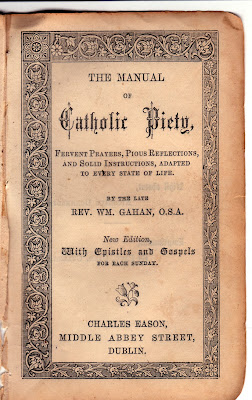 THE MANUAL
OF
Catholic Piety,
FERVENT PRAYERS, PIOUS REFLECTIONS,
AND SOLID INSTRUCTIONS, ADAPTED
TO EVERY STATE OF LIFE.
BY THE LATE
REV. WM. GAHAN, O.S.A.
New Edition,
With Epistles and Gospels
FOR EACH SUNDAY.
CHARLES EASON,
MIDDLE ABBEY STREET,
DUBLIN.